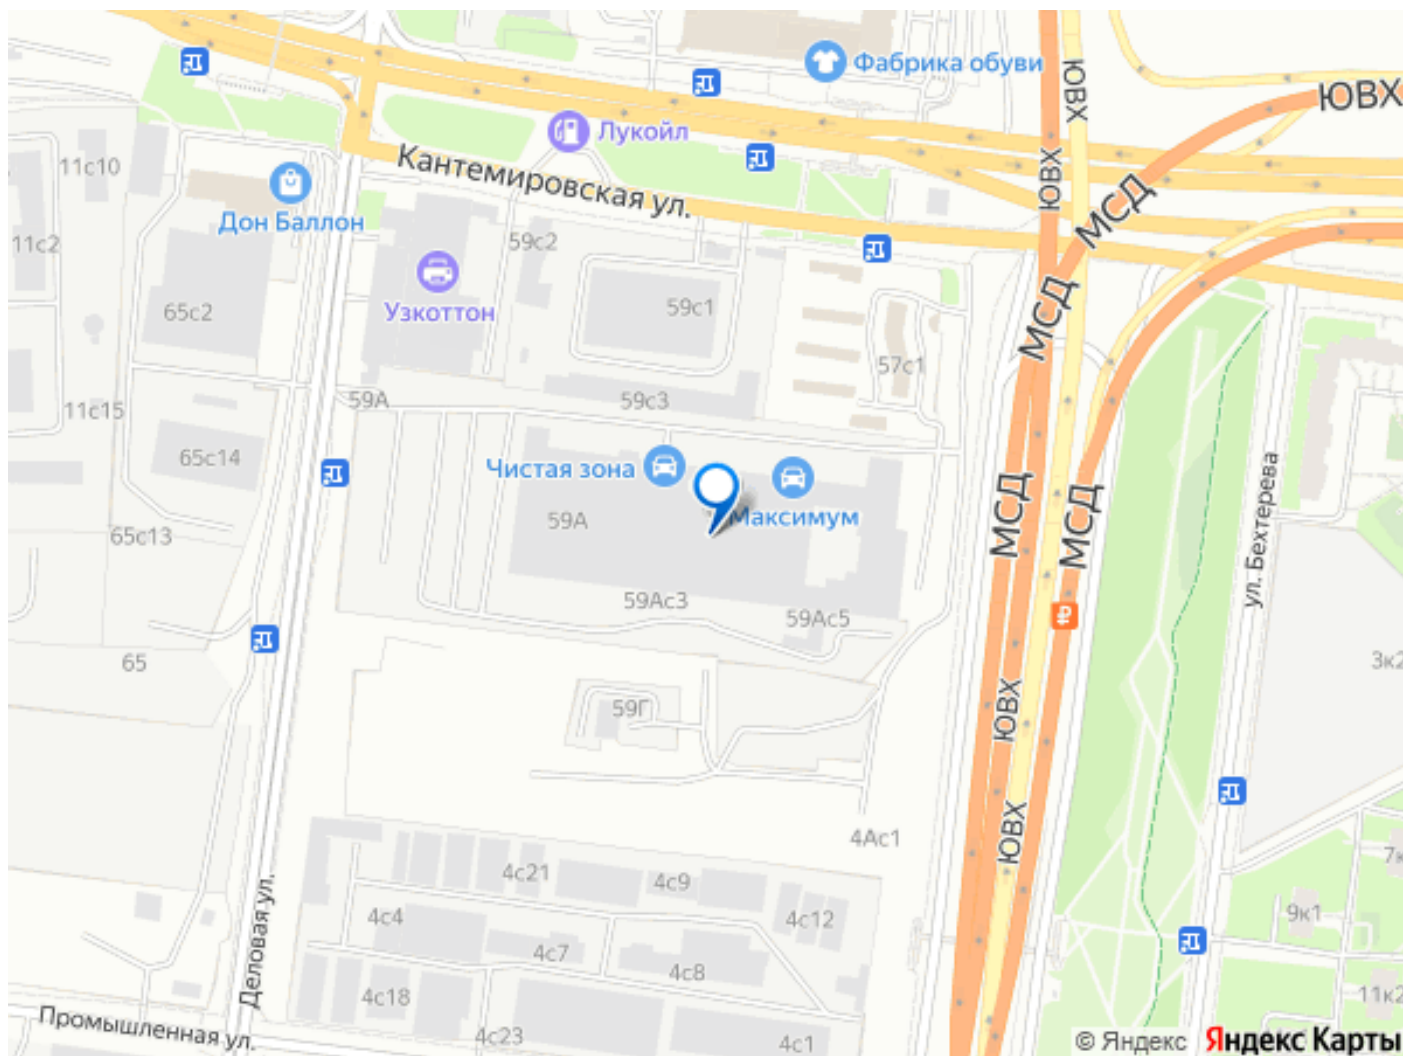 Фабрика обуви
ЮВХ
ЮВХ
Лукойл
Кантемировская ул.
11с10
Дон Баллон
59с2
ЮВХ
МСД
11с2
Узкоттон
65с2
59с1
МСД
57с1
11с15
59А
59с3
65с14
Чистая зона
Максимум
59А
МСД
МСД
ул. Бехтерева
65с13
59Ас3
59Ас5
65
3к2
59Г
ЮВХ
4Ас1
ЮВХ
7к
4с21
4с9
4с4
4с12
9к1
4с7
4с8
Деловая ул.
4с18
11к2
Промышленная ул.
4с23
4с1
© Яндекс Яндекс Карты